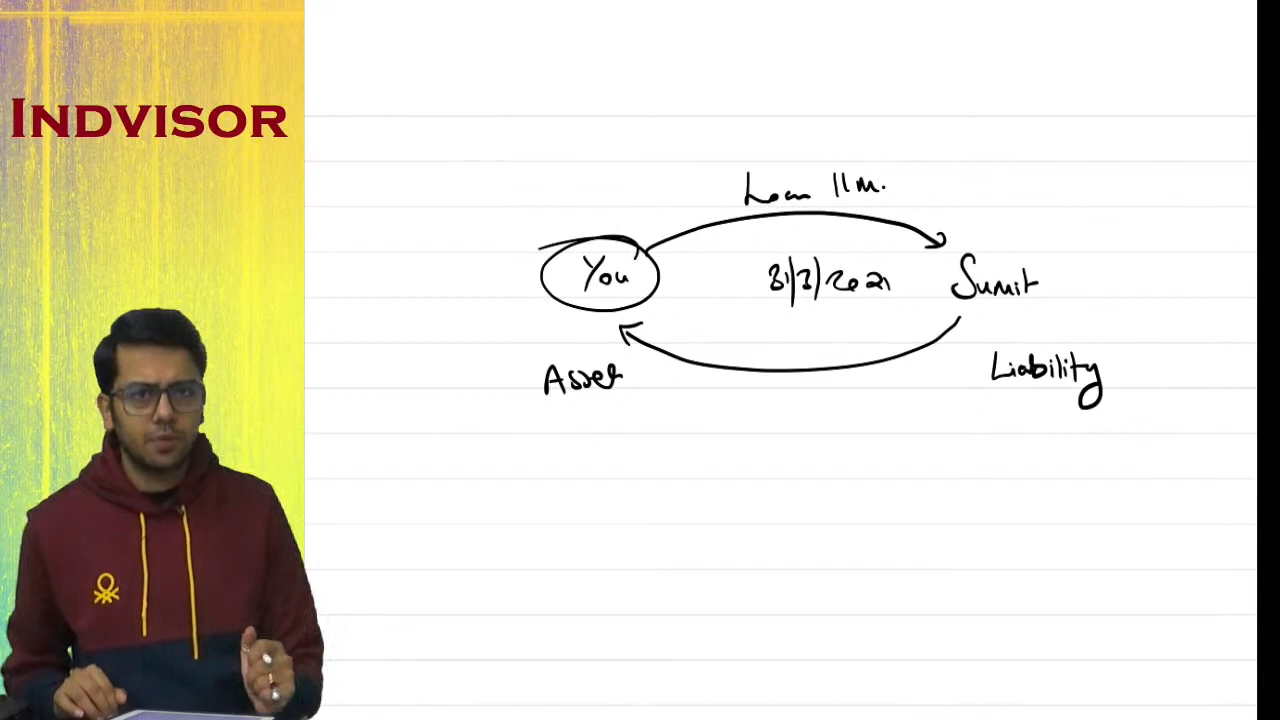 INDVISOR
Loan 11m.
You
31/3/2021
Sumit
Asset
Liability